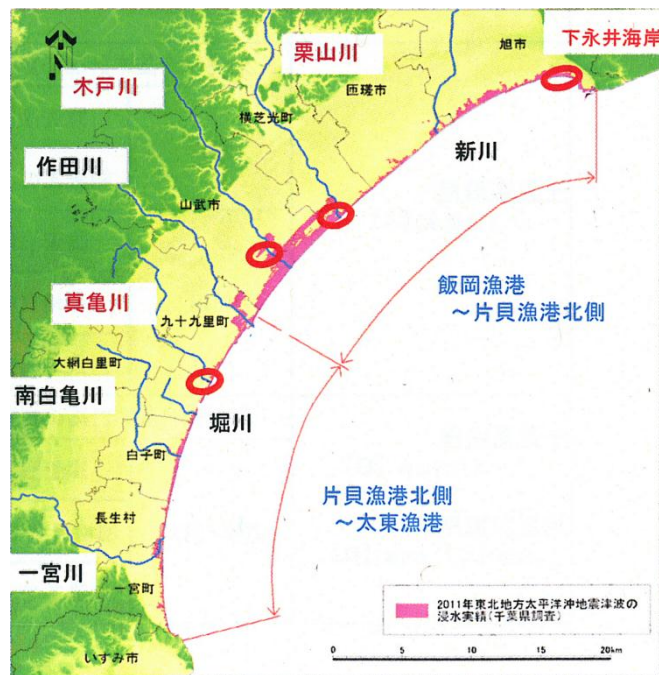 下永井海岸
旭市
栗山川
匝瑳市
木戸川
横芝光町
新川
作田川
山武市
飯岡漁港
～片貝漁港北側
真亀川
九十九里町
大網白里町
南白亀川
堀川
白子町
片貝漁港北側
～太東漁港
長生村
一宮川
一宮町
2011年東北地方太平洋沖地震津波の
浸水実績(千葉県調査)
いすみ市
0 5 10 15 20km